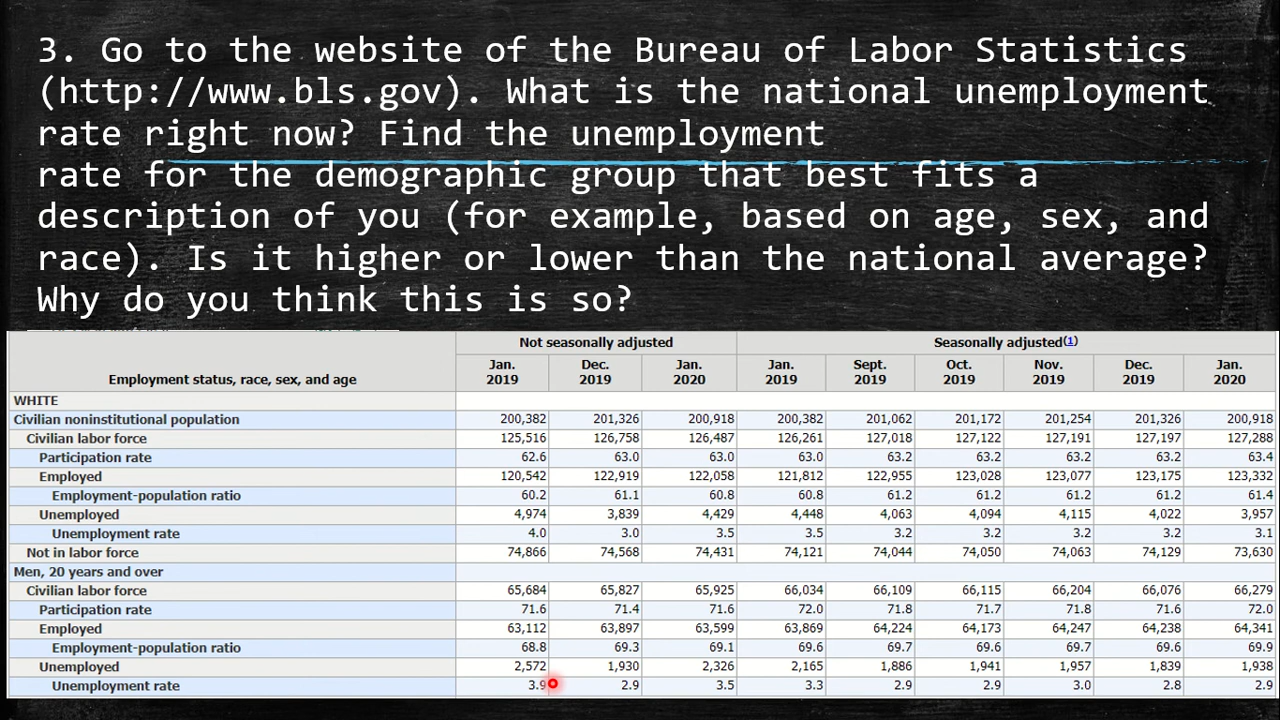 3. Go to the website of the Bureau of Labor Statistics
(http://www.bls.gov). What is the national unemployment
rate right now? Find the unemployment
rate for the demographic group that best fits a
description of you (for example, based on age, sex, and
race). Is it higher or lower than the national average?
Why do you think this is so?
Employment status, race, sex, and age Not seasonally adjusted Seasonally adjusted(1)
Jan. 2019 Dec. 2019 Jan. 2020 Jan. 2019 Sept. 2019 Oct. 2019 Nov. 2019 Dec. 2019 Jan. 2020
WHITE
Civilian noninstitutional population 200,382 201,326 200,918 200,382 201,062 201,172 201,254 201,326 200,918
Civilian labor force 125,516 126,758 126,487 126,261 127,018 127,122 127,191 127,197 127,288
Participation rate 62.6 63.0 63.0 63.0 63.2 63.2 63.2 63.2 63.4
Employed 120,542 122,919 122,058 121,812 122,955 123,028 123,077 123,175 123,332
Employment-population ratio 60.2 61.1 60.8 60.8 61.2 61.2 61.2 61.2 61.4
Unemployed 4,974 3,839 4,429 4,448 4,063 4,094 4,115 4,022 3,957
Unemployment rate 4.0 3.0 3.5 3.5 3.2 3.2 3.2 3.2 3.1
Not in labor force 74,866 74,568 74,431 74,121 74,044 74,050 74,063 74,129 73,630
Men, 20 years and over
Civilian labor force 65,684 65,827 65,925 66,034 66,109 66,115 66,204 66,076 66,279
Participation rate 71.6 71.4 71.6 72.0 71.8 71.7 71.8 71.6 72.0
Employed 63,112 63,897 63,599 63,869 64,224 64,173 64,247 64,238 64,341
Employment-population ratio 68.8 69.3 69.1 69.6 69.7 69.6 69.7 69.6 69.9
Unemployed 2,572 1,930 2,326 2,165 1,886 1,941 1,957 1,839 1,938
Unemployment rate 3.9 2.9 3.5 3.3 2.9 2.9 3.0 2.8 2.9